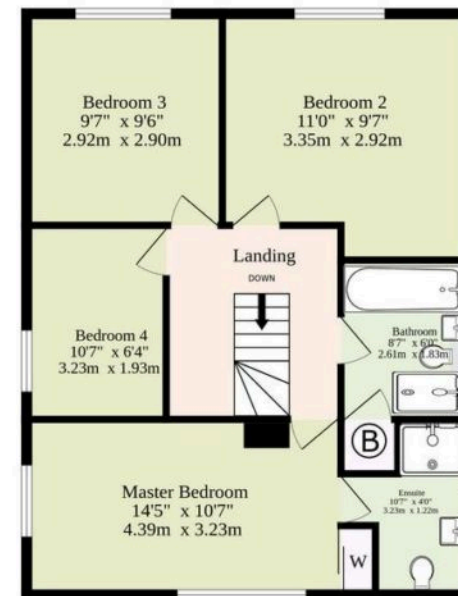 Bedroom 3
9'7" x 9'6"
2.92m x 2.90m
Bedroom 2
11'0" x 9'7"
3.35m x 2.92m
Landing
DOWN
Bedroom 4
10'7" x 6'4"
3.23m x 1.93m
Bathroom
8'7" x 6'0"
2.61m x 1.83m
B
Master Bedroom
14'5" x 10'7"
4.39m x 3.23m
Ensuite
10'7" x 4'0"
3.23m x 1.22m
W